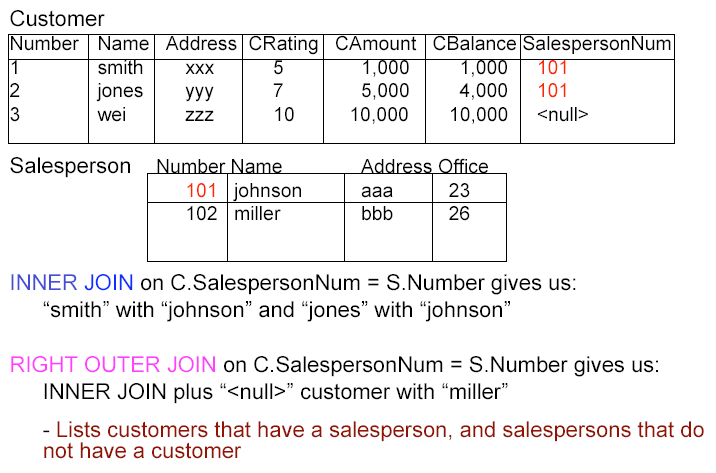 Customer
Number Name Address CRating CAmount CBalance SalespersonNum
1 smith xxx 5 1,000 1,000 101
2 jones yyy 7 5,000 4,000 101
3 wei zzz 10 10,000 10,000 <null>
Salesperson Number Name Address Office
101 johnson aaa 23
102 miller bbb 26
INNER JOIN on C.SalespersonNum = S.Number gives us:
“smith” with “johnson” and “jones” with “johnson”
RIGHT OUTER JOIN on C.SalespersonNum = S.Number gives us:
INNER JOIN plus “<null>” customer with “miller”
- Lists customers that have a salesperson, and salespersons that do
not have a customer